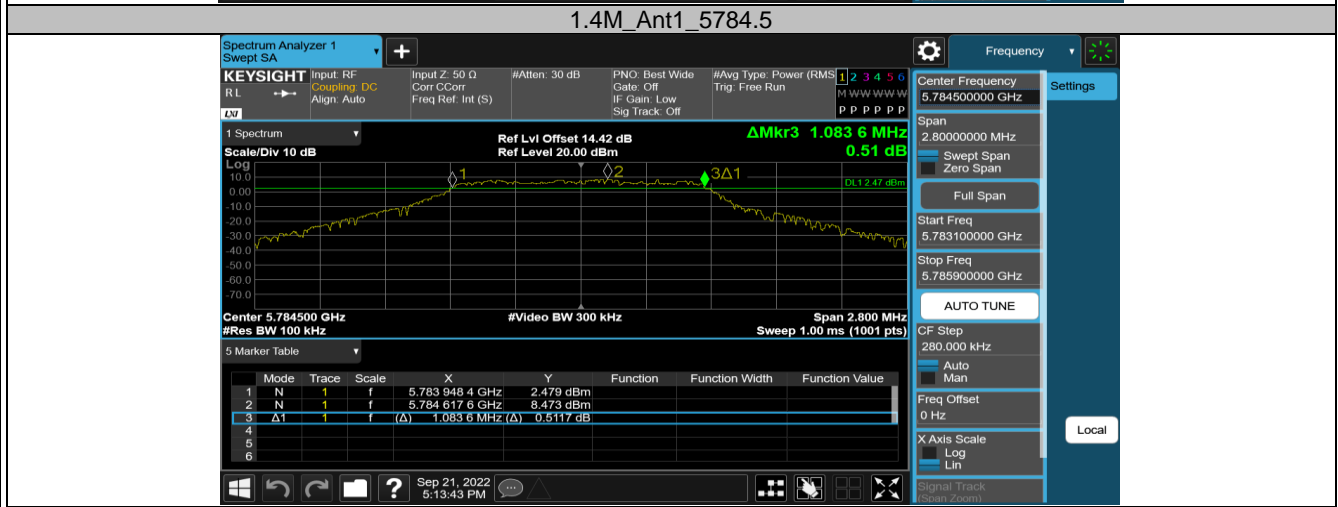 1.4M_Ant1_5784.5
Spectrum Analyzer 1
Swept SA
Frequency
KEYSIGHT
R L
LXI
Input: RF
Coupling: DC
Align: Auto
Input Z: 50 Ω
Corr CCorr
Freq Ref: Int (S)
#Atten: 30 dB
PNO: Best Wide
Gate: Off
IF Gain: Low
Sig Track: Off
#Avg Type: Power (RMS
Trig: Free Run
1 2 3 4 5 6
M W W W W W
P P P P P P
Center Frequency
5.784500000 GHz
Settings
1 Spectrum
Scale/Div 10 dB
Ref Lvl Offset 14.42 dB
Ref Level 20.00 dBm
ΔMkr3 1.083 6 MHz
0.51 dB
Span
2.80000000 MHz
Swept Span
Zero Span
Log
10.0
0.00
-10.0
-20.0
-30.0
-40.0
-50.0
-60.0
-70.0
1
2
3Δ1
DL1 2.47 dBm
Full Span
Start Freq
5.783100000 GHz
Stop Freq
5.785900000 GHz
AUTO TUNE
Center 5.784500 GHz
#Video BW 300 kHz
Span 2.800 MHz
#Res BW 100 kHz
Sweep 1.00 ms (1001 pts)
CF Step
280.000 kHz
Auto
Man
5 Marker Table
Mode Trace Scale X Y Function Function Width Function Value
1 N 1 f 5.783 948 4 GHz 2.479 dBm
2 N 1 f 5.784 617 6 GHz 8.473 dBm
3 Δ1 1 f (Δ) 1.083 6 MHz (Δ) 0.5117 dB
4
5
6
Freq Offset
0 Hz
Local
X Axis Scale
Log
Lin
Signal Track
(Span Zoom)
?
Sep 21, 2022
5:13:43 PM